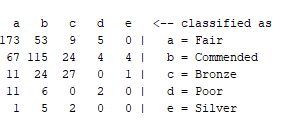 a b c d e <-- classified as
173 53 9 5 0 | a = Fair
67 115 24 4 4 | b = Commended
11 24 27 0 1 | c = Bronze
11 6 0 2 0 | d = Poor
1 5 2 0 0 | e = Silver